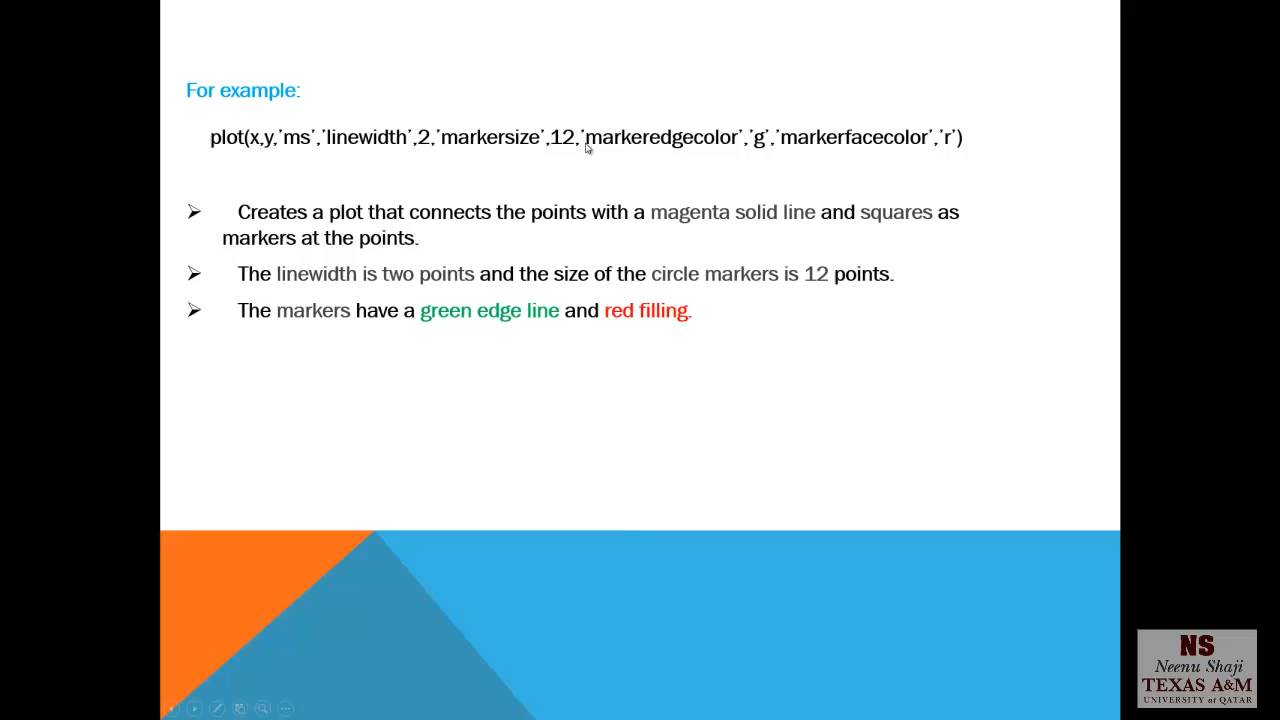 For example:
plot(x,y,’ms’,’linewidth’,2,’markersize’,12,’markeredgecolor’,’g’,’markerfacecolor’,’r’)
Creates a plot that connects the points with a magenta solid line and squares as
markers at the points.
The linewidth is two points and the size of the circle markers is 12 points.
The markers have a green edge line and red filling.
NS
Neenu Shaji
TEXAS A&M
UNIVERSITY at QATAR